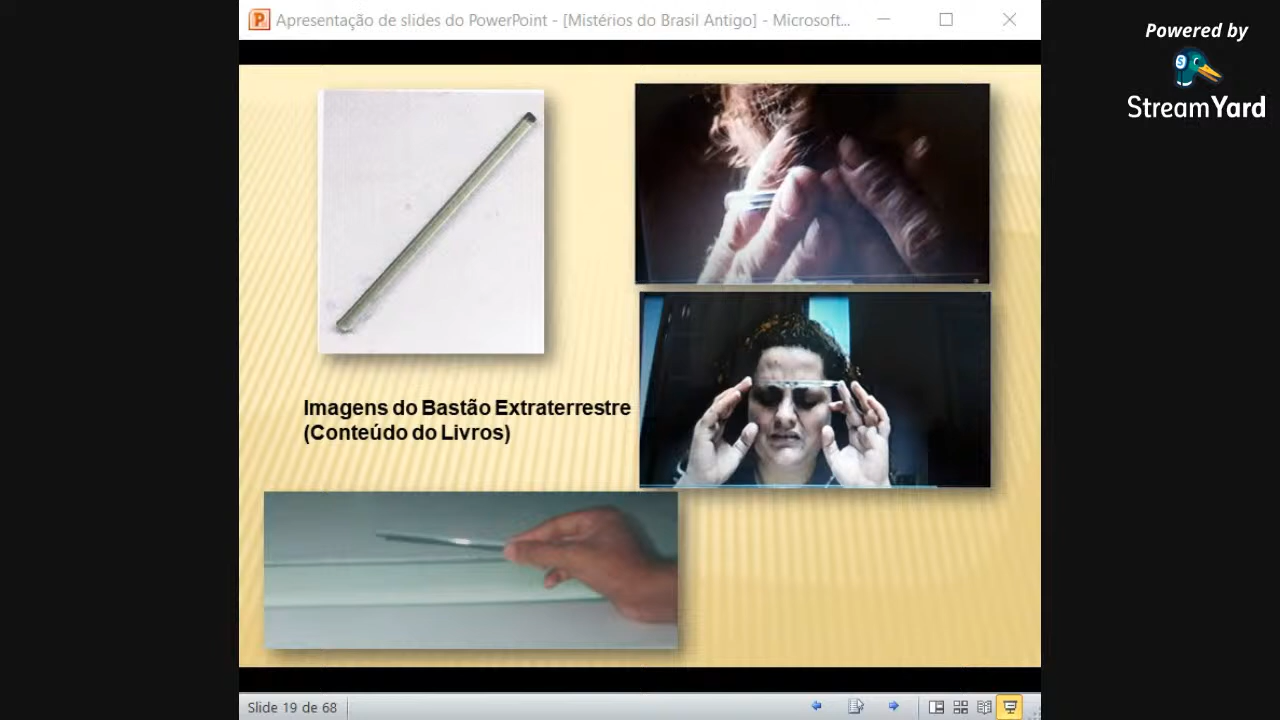 Apresentação de slides do PowerPoint - [Mistérios do Brasil Antigo] - Microsoft...
Powered by
StreamYard
Imagens do Bastão Extraterrestre
(Conteúdo do Livros)
Slide 19 de 68